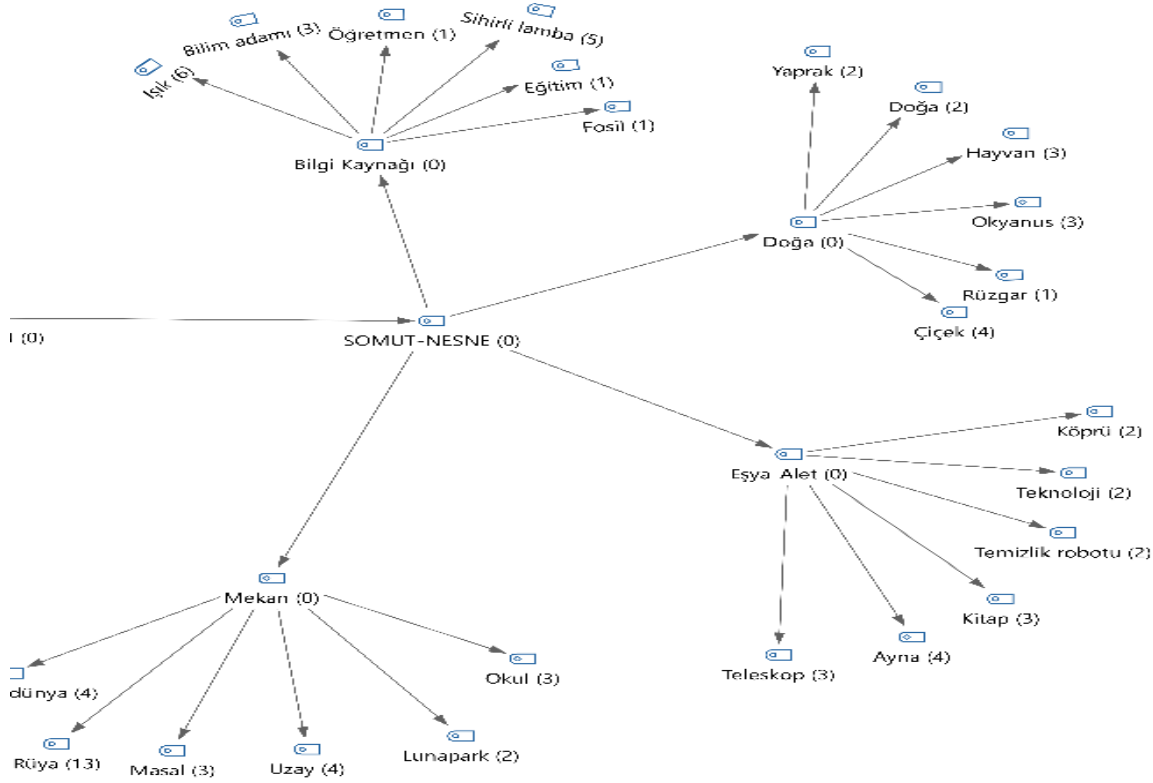 Sihirli lamba (5)
Bilim adamı (3)
Öğretmen (1)
Işık (6)
Eğitim (1)
Fosil (1)
Bilgi Kaynağı (0)
Yaprak (2)
Doğa (2)
Hayvan (3)
Okyanus (3)
Doğa (0)
Rüzgar (1)
Çiçek (4)
(0)
SOMUT-NESNE (0)
Köprü (2)
Eşya Alet (0)
Teknoloji (2)
Temizlik robotu (2)
Kitap (3)
Ayna (4)
Teleskop (3)
Mekan (0)
Okul (3)
dünya (4)
Rüya (13)
Masal (3)
Uzay (4)
Lunapark (2)